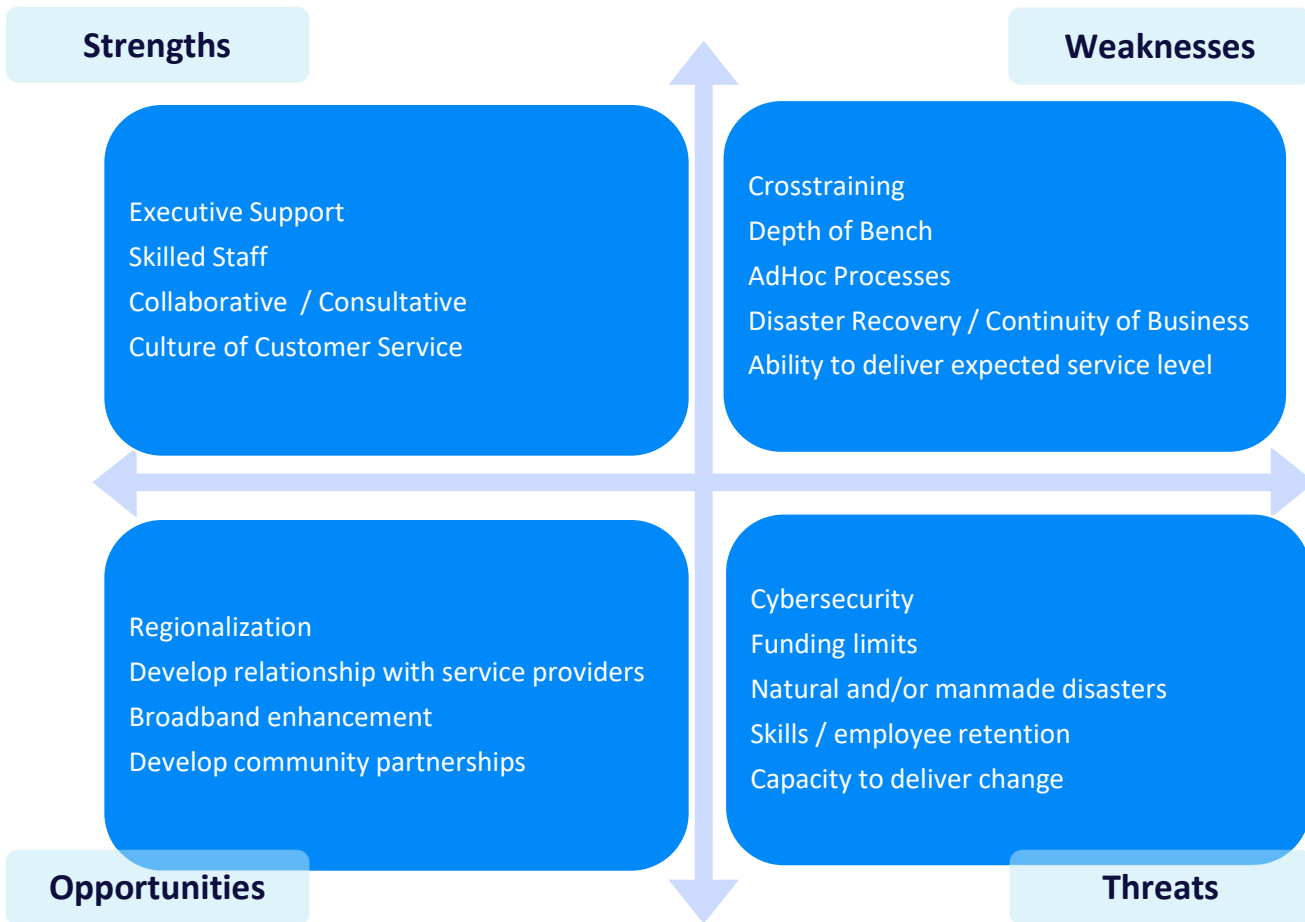 Strengths
Weaknesses
Executive Support
Skilled Staff
Collaborative  / Consultative
Culture of Customer Service
Crosstraining
Depth of Bench
AdHoc Processes
Disaster Recovery / Continuity of Business
Ability to deliver expected service level
Regionalization
Develop relationship with service providers
Broadband enhancement
Develop community partnerships
Cybersecurity
Funding limits
Natural and/or manmade disasters
Skills / employee retention
Capacity to deliver change
Opportunities
Threats